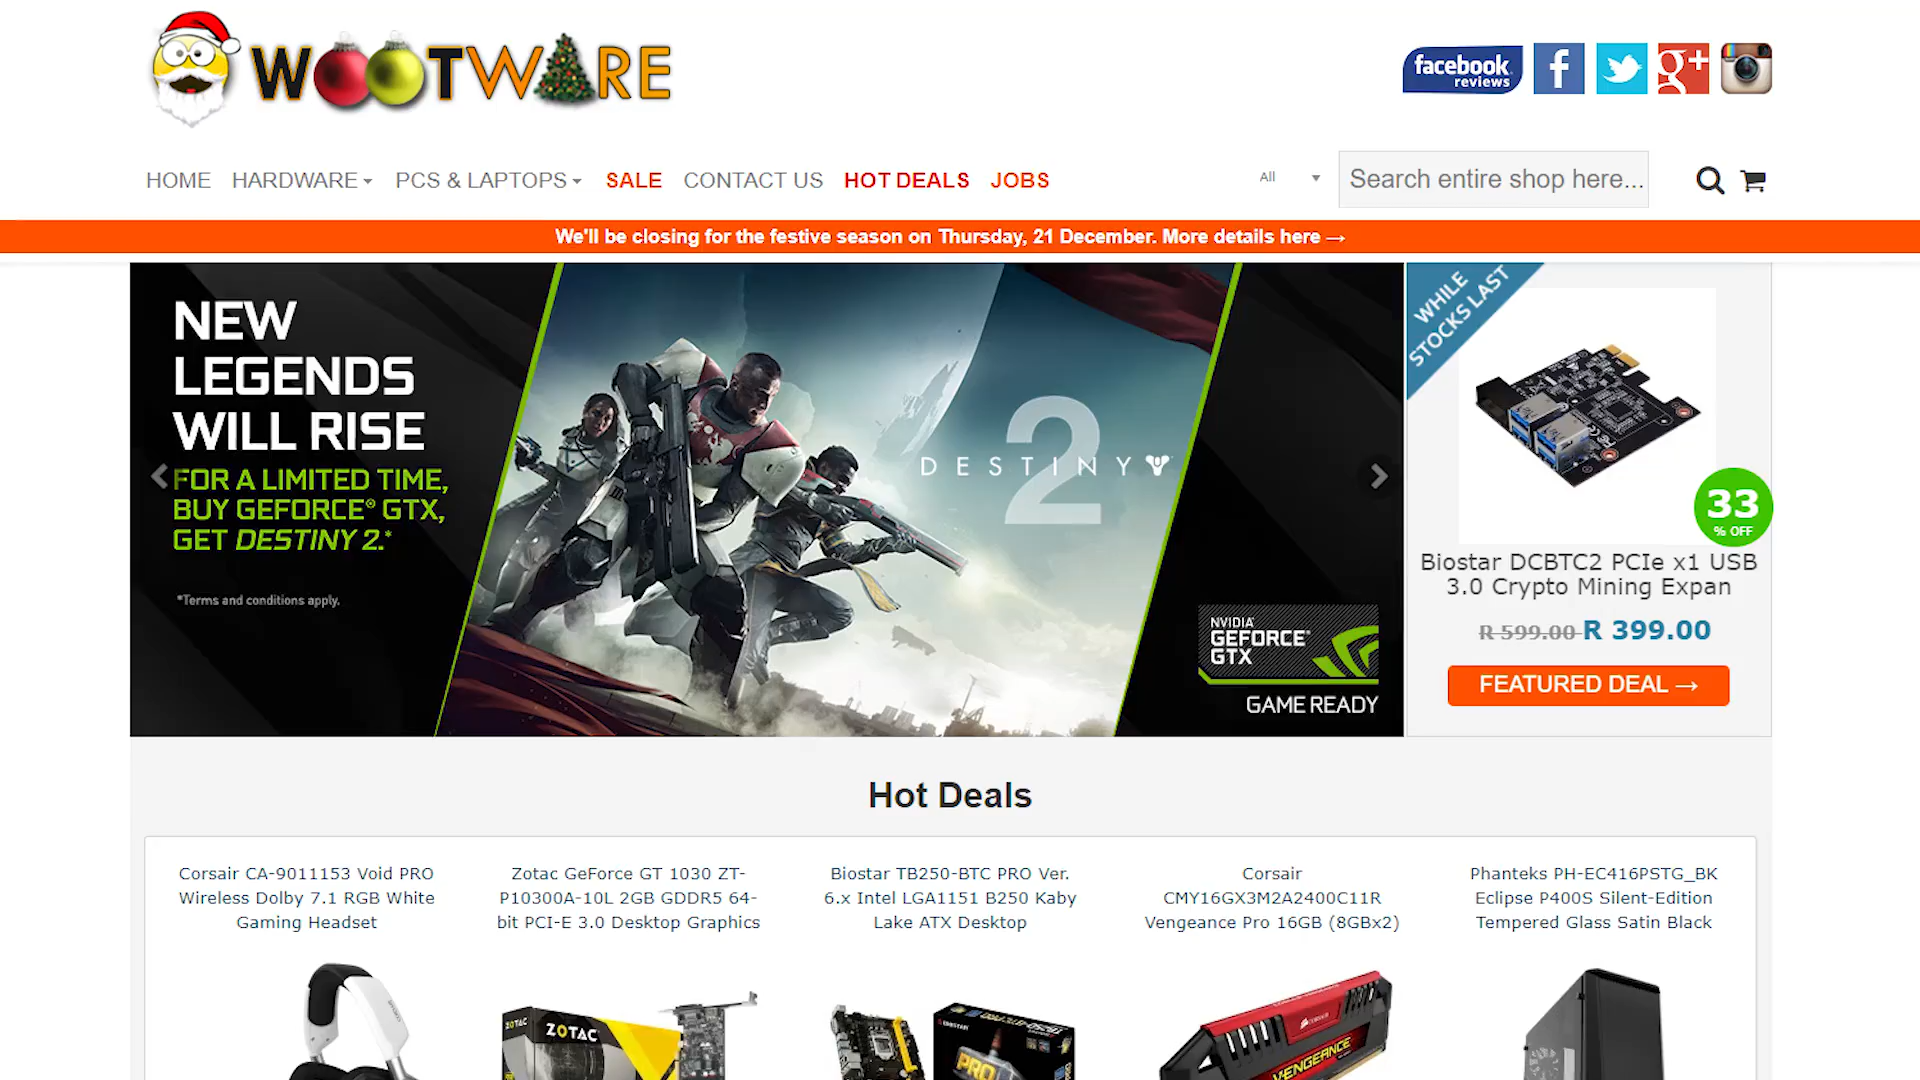 WOOTWARE
facebook
reviews
f
g+
HOME
HARDWARE
PCS & LAPTOPS
SALE
CONTACT US
HOT DEALS
JOBS
All
Search entire shop here...
We'll be closing for the festive season on Thursday, 21 December. More details here →
NEW
LEGENDS
WILL RISE
FOR A LIMITED TIME,
BUY GEFORCE® GTX,
GET DESTINY 2.*
*Terms and conditions apply.
DESTINY
2
NVIDIA
GEFORCE®
GTX
GAME READY
WHILE
STOCKS LAST
33
% OFF
Biostar DCBTC2 PCIe x1 USB
3.0 Crypto Mining Expan
R 599.00 R 399.00
FEATURED DEAL →
Hot Deals
Corsair CA-9011153 Void PRO
Wireless Dolby 7.1 RGB White
Gaming Headset
Zotac GeForce GT 1030 ZT-
P10300A-10L 2GB GDDR5 64-
bit PCI-E 3.0 Desktop Graphics
Biostar TB250-BTC PRO Ver.
6.x Intel LGA1151 B250 Kaby
Lake ATX Desktop
Corsair
CMY16GX3M2A2400C11R
Vengeance Pro 16GB (8GBx2)
Phanteks PH-EC416PSTG_BK
Eclipse P400S Silent-Edition
Tempered Glass Satin Black
ZOTAC
ZOTAC
BIOSTAR
TB250-BTC PRO
PRO
CORSAIR
VENGEANCE